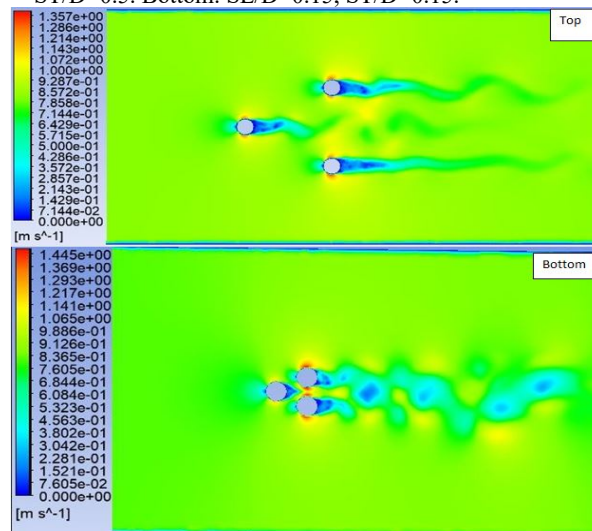 ST/D=0.5. Bottom: SL/D=0.15, ST/D=0.15.
Top
1.357e+00
1.286e+00
1.214e+00
1.143e+00
1.072e+00
1.000e+00
9.287e-01
8.572e-01
7.858e-01
7.144e-01
6.429e-01
5.715e-01
5.000e-01
4.286e-01
3.572e-01
2.857e-01
2.143e-01
1.429e-01
7.144e-02
0.000e+00
[m s^-1]
Bottom
1.445e+00
1.369e+00
1.293e+00
1.217e+00
1.141e+00
1.065e+00
9.886e-01
9.126e-01
8.365e-01
7.605e-01
6.844e-01
6.084e-01
5.323e-01
4.563e-01
3.802e-01
3.042e-01
2.281e-01
1.521e-01
7.605e-02
0.000e+00
[m s^-1]